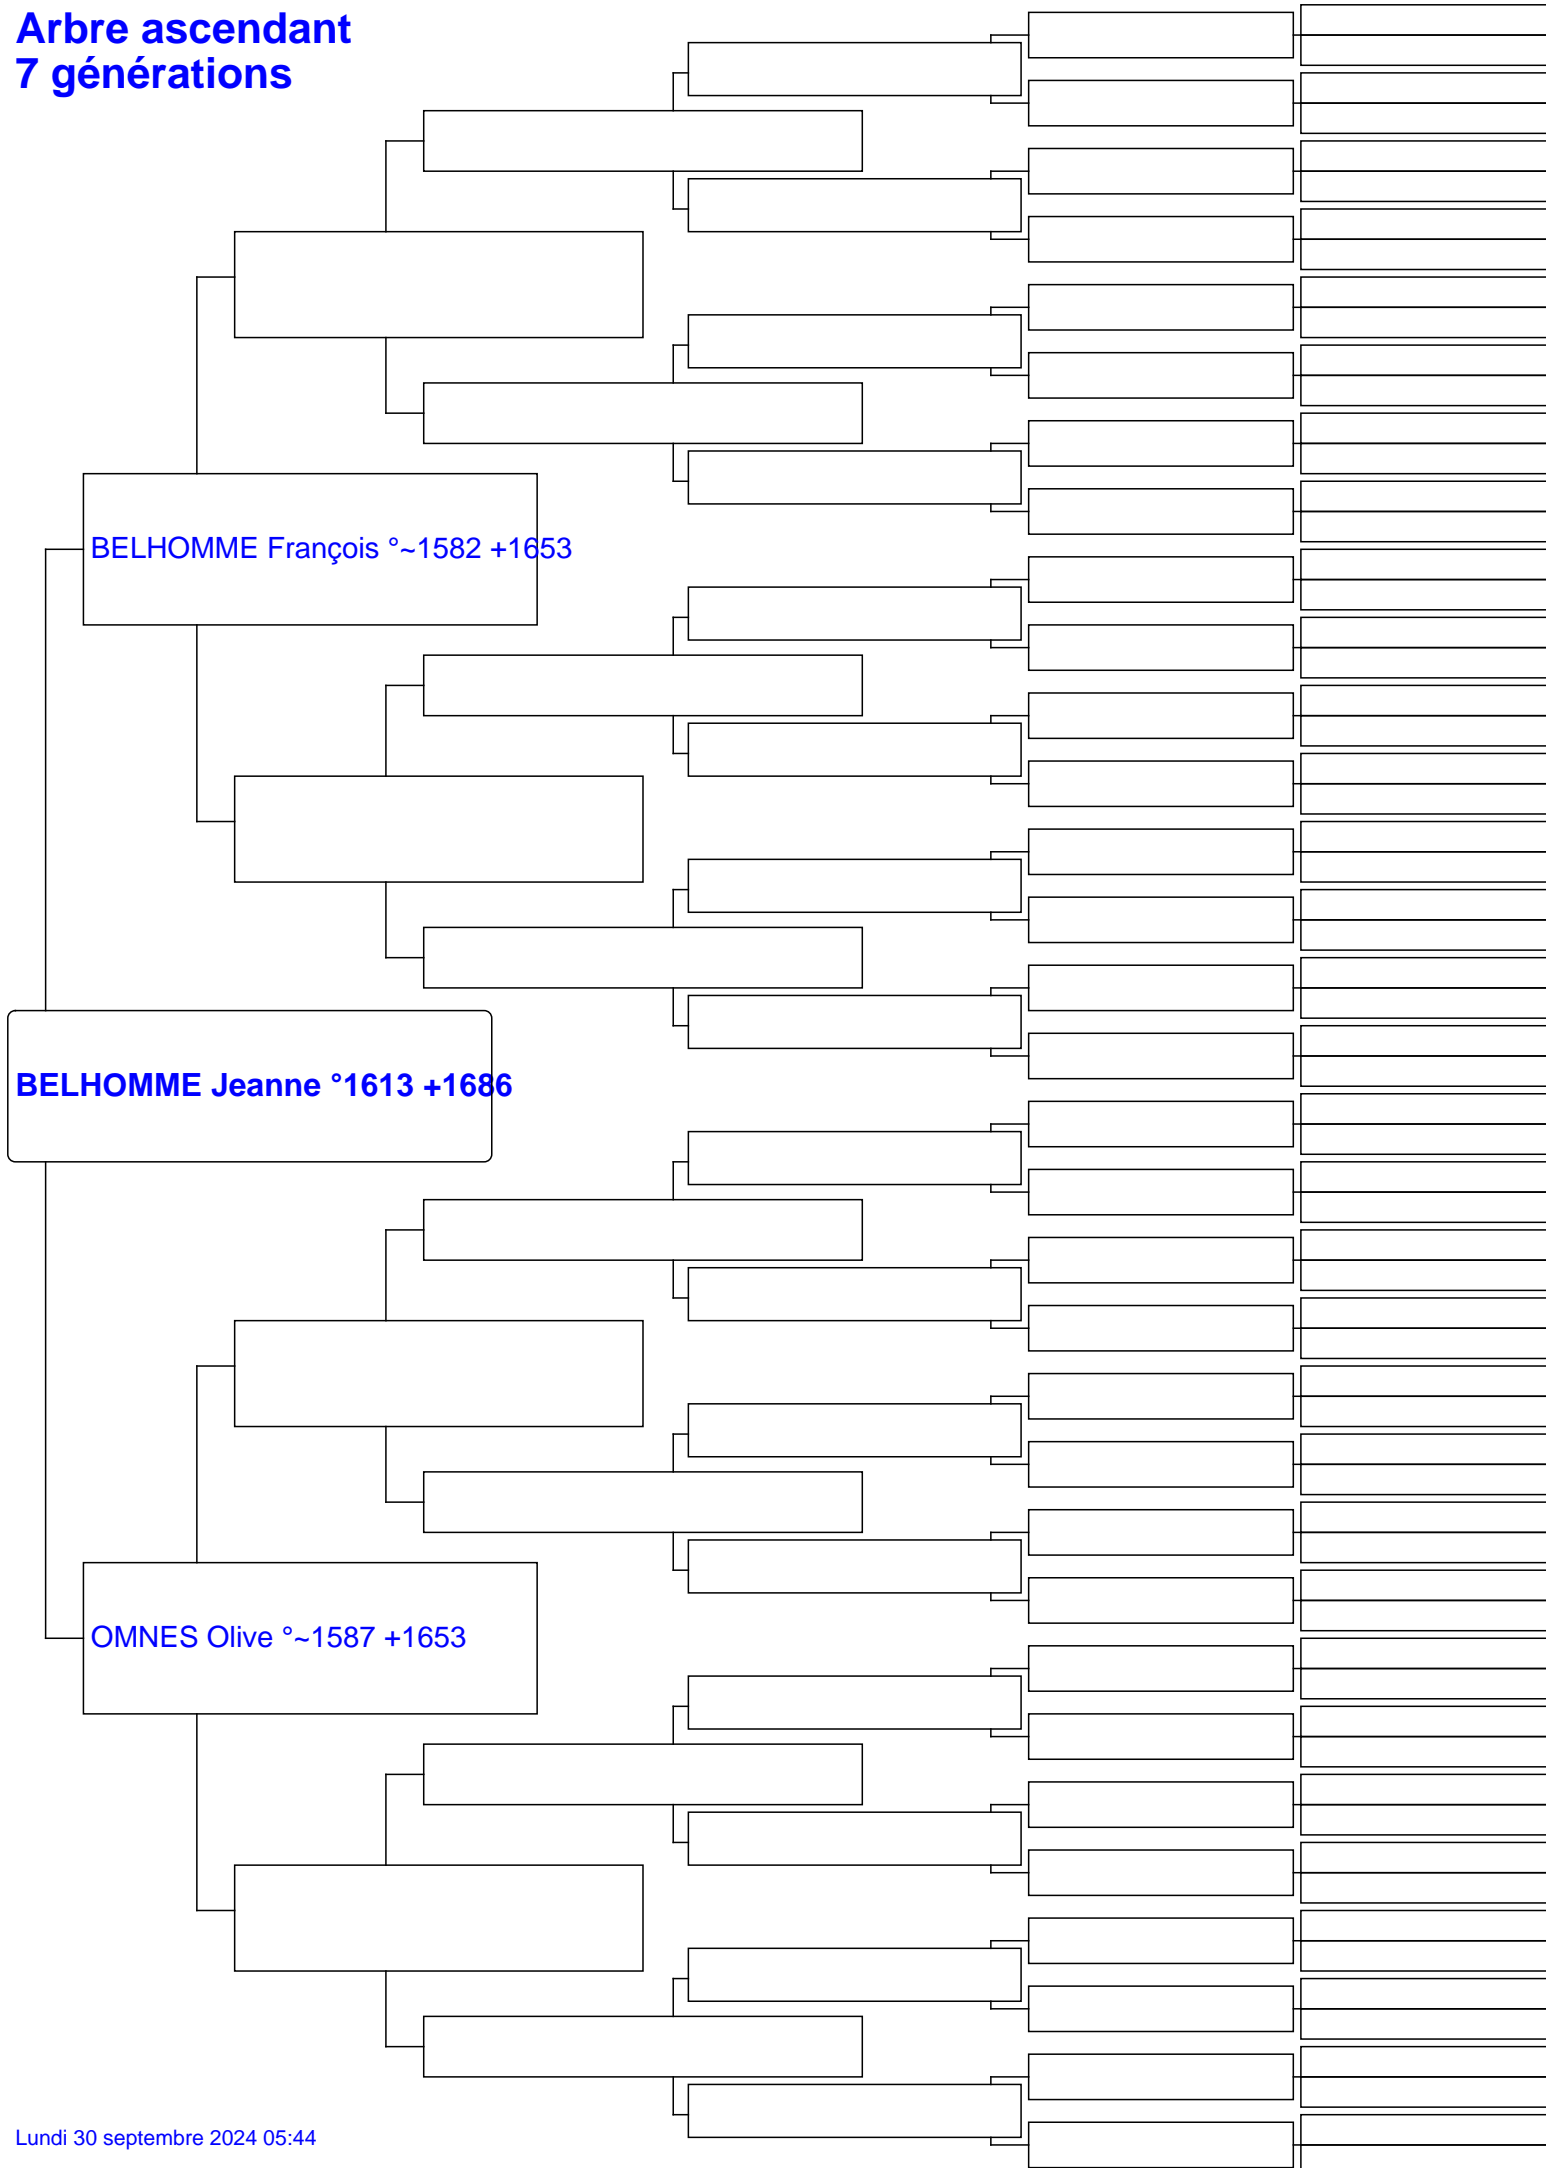 Arbre ascendant
7 générations
BELHOMME François °~1582 +1653
BELHOMME Jeanne °1613 +1686
OMNES Olive °~1587 +1653
Lundi 30 septembre 2024 05:44